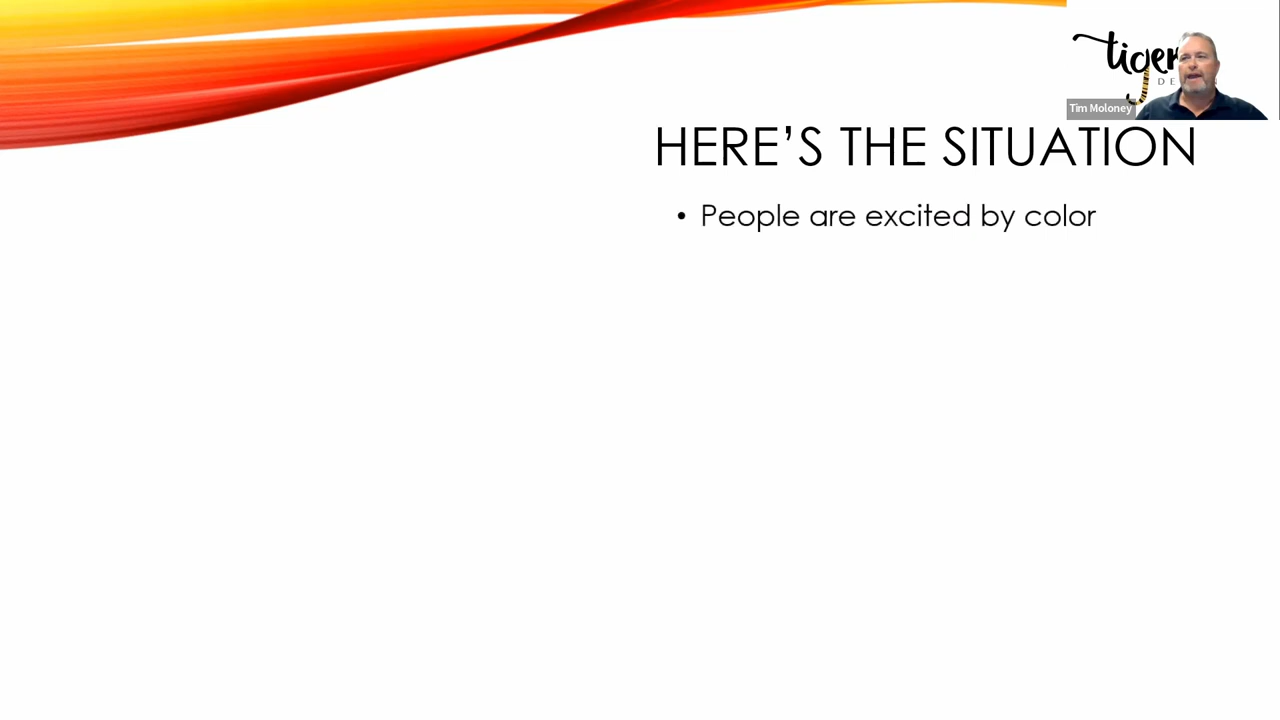 tiger
Tim Moloney
HERE’S THE SITUATION
• People are excited by color